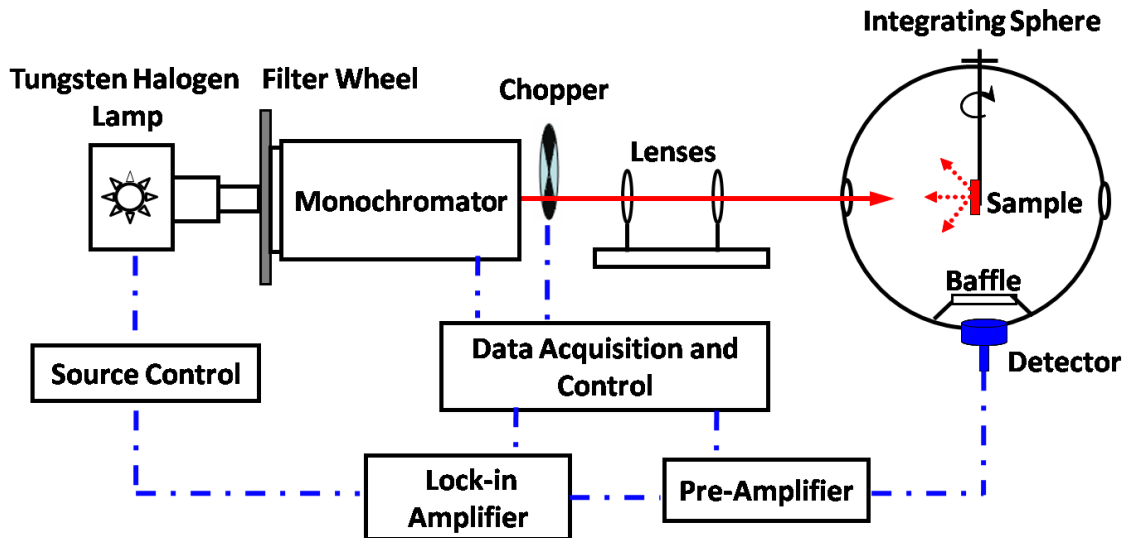 Integrating Sphere
Tungsten Halogen
Lamp
Filter Wheel
Chopper
Lenses
Monochromator
Sample
Baffle
Detector
Source Control
Data Acquisition and
Control
Lock-in
Amplifier
Pre-Amplifier